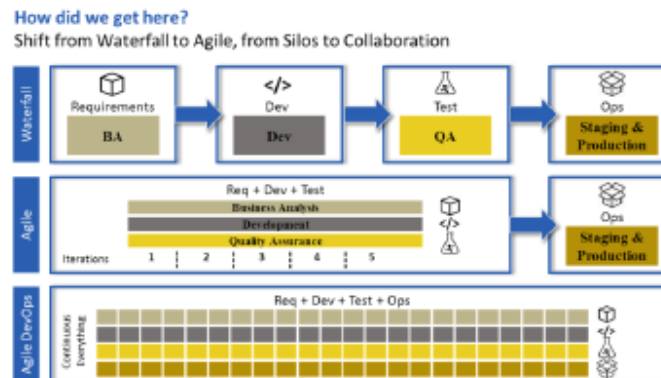 How did we get here?
Shift from Waterfall to Agile, from Silos to Collaboration
Waterfall
Requirements
BA
</>
Dev
Dev
Test
QA
Ops
Staging &
Production
Agile
Req + Dev + Test
Business Analysis
Development
Quality Assurance
Iterations 1 2 3 4 5
</>
Ops
Staging &
Production
Agile DevOps
Continuous
Everything
Req + Dev + Test + Ops
</>